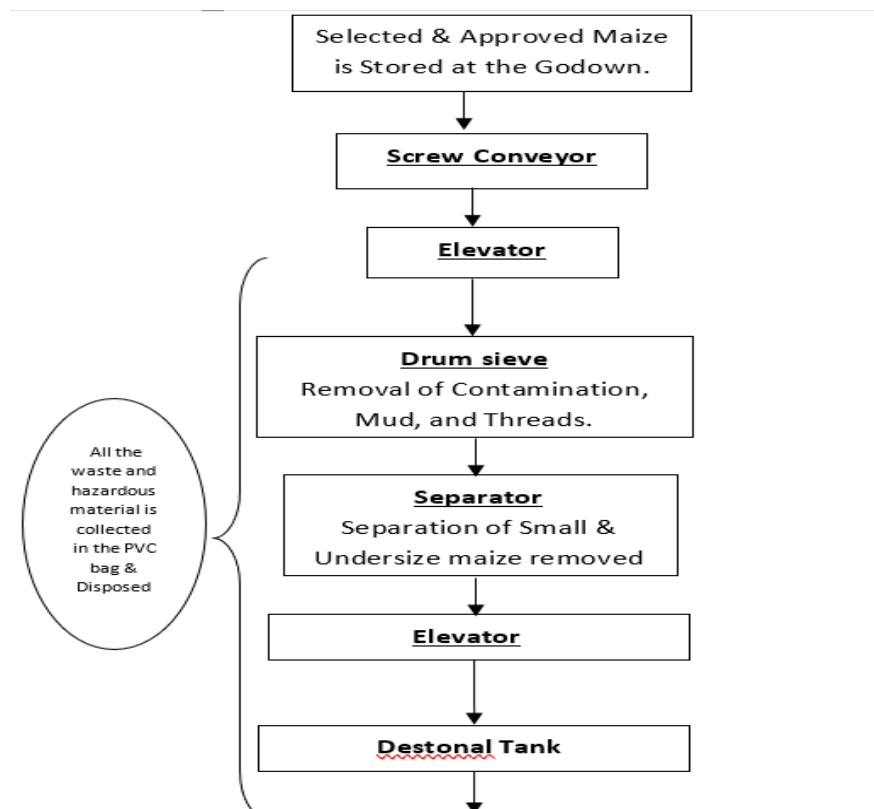 Selected & Approved Maize
is Stored at the Godown.
Screw Conveyor
Elevator
Drum sieve
Removal of Contamination,
Mud, and Threads.
Separator
Separation of Small &
Undersize maize removed
Elevator
Destonal Tank
All the
waste and
hazardous
material is
collected
in the PVC
bag &
Disposed